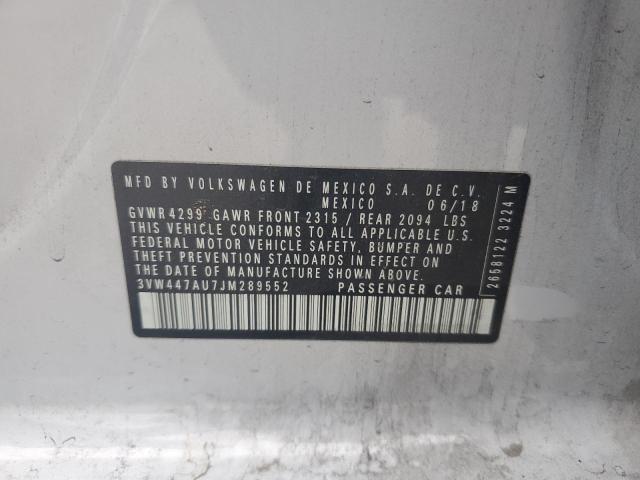 MFD BY VOLKSWAGEN DE MEXICO S.A. DE C.V.
MEXICO 06/18
GVWR 4299 GAWR FRONT 2315 / REAR 2094 LBS
THIS VEHICLE CONFORMS TO ALL APPLICABLE U.S.
FEDERAL MOTOR VEHICLE SAFETY, BUMPER AND
THEFT PREVENTION STANDARDS IN EFFECT ON
THE DATE OF MANUFACTURE SHOWN ABOVE.
3VW447AU7JM289552 PASSENGER CAR
2658122 3224 M